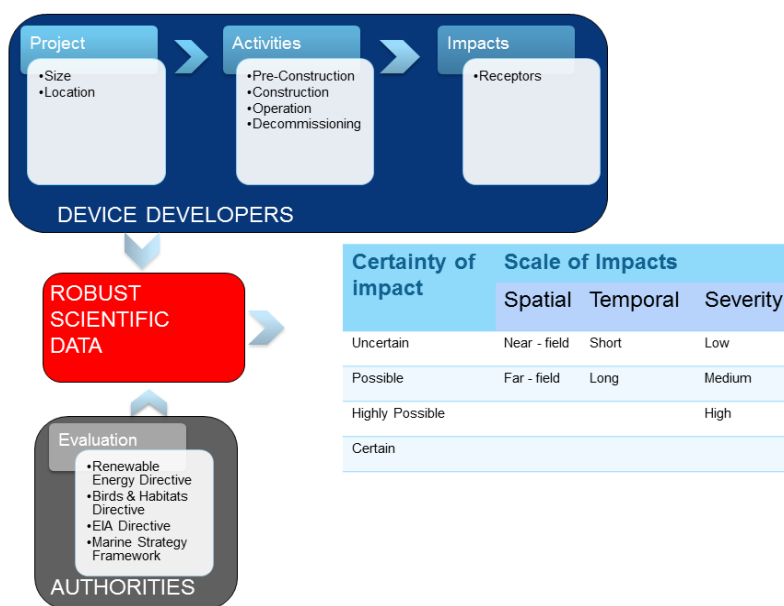 Project
•Size
•Location
Activities
•Pre-Construction
•Construction
•Operation
•Decommissioning
Impacts
•Receptors
DEVICE DEVELOPERS
ROBUST
SCIENTIFIC
DATA
Certainty of
impact
Scale of Impacts
Spatial Temporal Severity
Uncertain Near - field Short Low
Possible Far - field Long Medium
Highly Possible High
Certain
Evaluation
•Renewable
Energy Directive
•Birds & Habitats
Directive
•EIA Directive
•Marine Strategy
Framework
AUTHORITIES